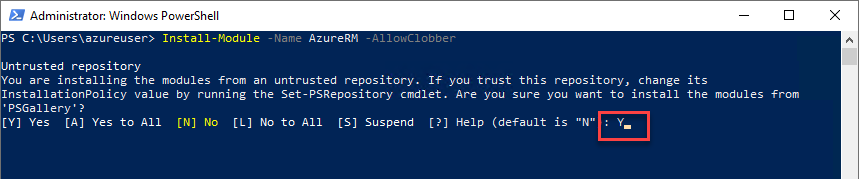 Administrator: Windows PowerShell
PS C:\Users\azureuser> Install-Module -Name AzureRM -AllowClobber
Untrusted repository
You are installing the modules from an untrusted repository. If you trust this repository, change its
InstallationPolicy value by running the Set-PSRepository cmdlet. Are you sure you want to install the modules from
'PSGallery'?
[Y] Yes  [A] Yes to All  [N] No  [L] No to All  [S] Suspend  [?] Help (default is "N" : Y